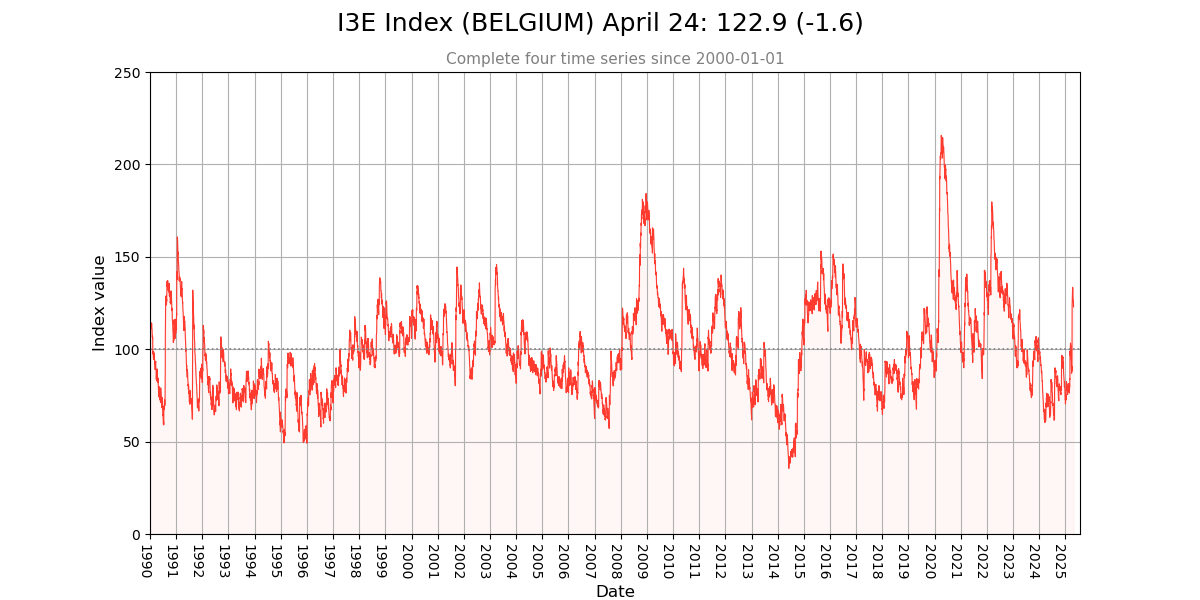 I3E Index (BELGIUM) April 24: 122.9 (-1.6)
Complete four time series since 2000-01-01
250
200
150
100
50
0
Index value
1990 1991 1992 1993 1994 1995 1996 1997 1998 1999 2000 2001 2002 2003 2004 2005 2006 2007 2008 2009 2010 2011 2012 2013 2014 2015 2016 2017 2018 2019 2020 2021 2022 2023 2024 2025
Date